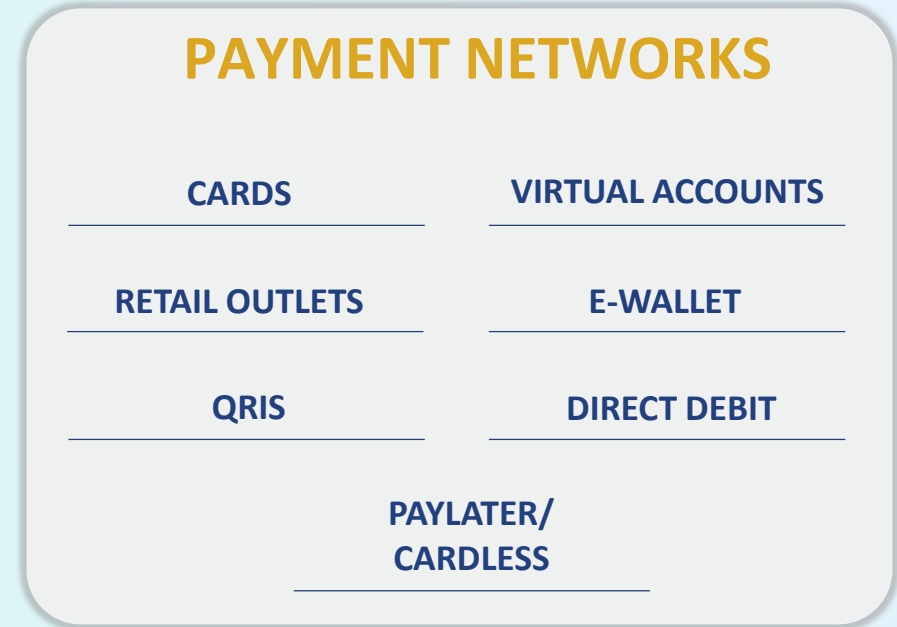 PAYMENT NETWORKS
CARDS
VIRTUAL ACCOUNTS
RETAIL OUTLETS
E-WALLET
QRIS
DIRECT DEBIT
PAYLATER/
CARDLESS